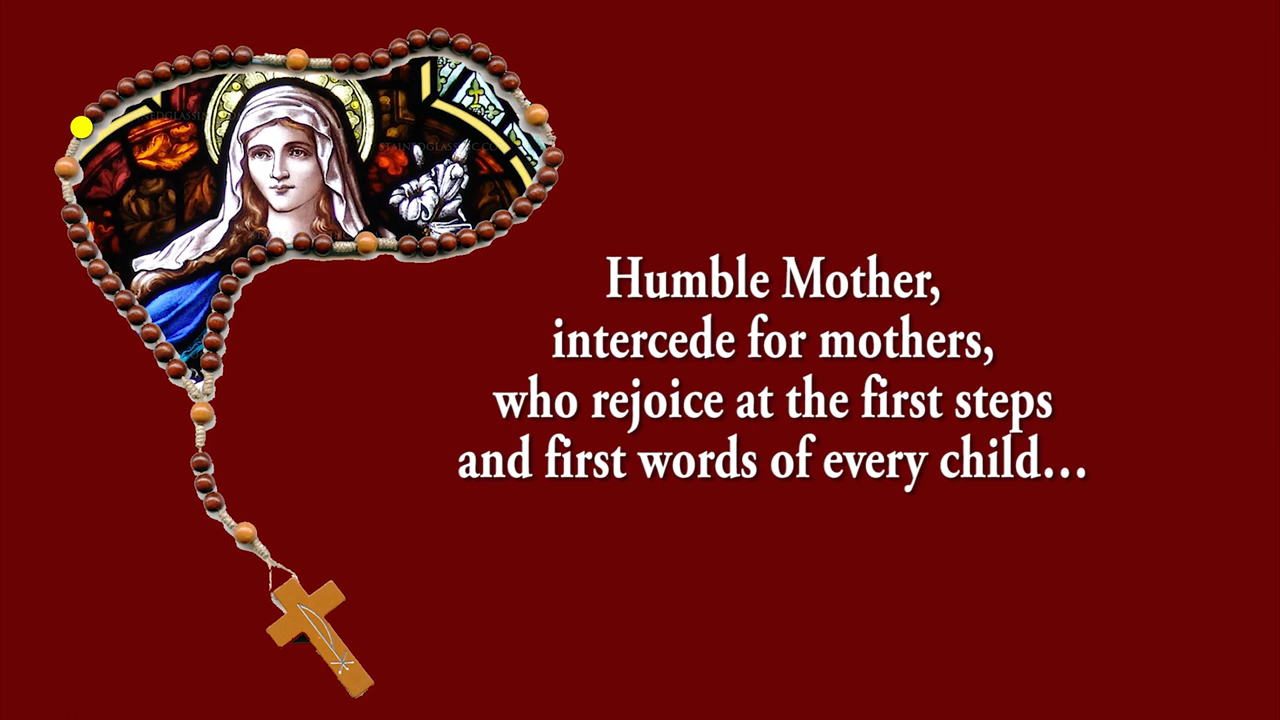 Humble Mother,
intercede for mothers,
who rejoice at the first steps
and first words of every child…